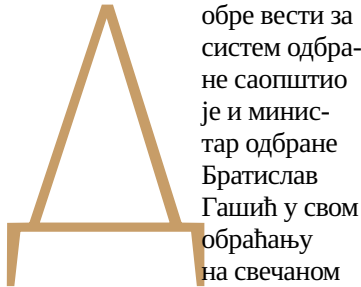 Добре вести за
систем одбра-
не саопштио
је и минис-
тар одбране
Братислав
Гашић у свом
обраћању
на свечаном